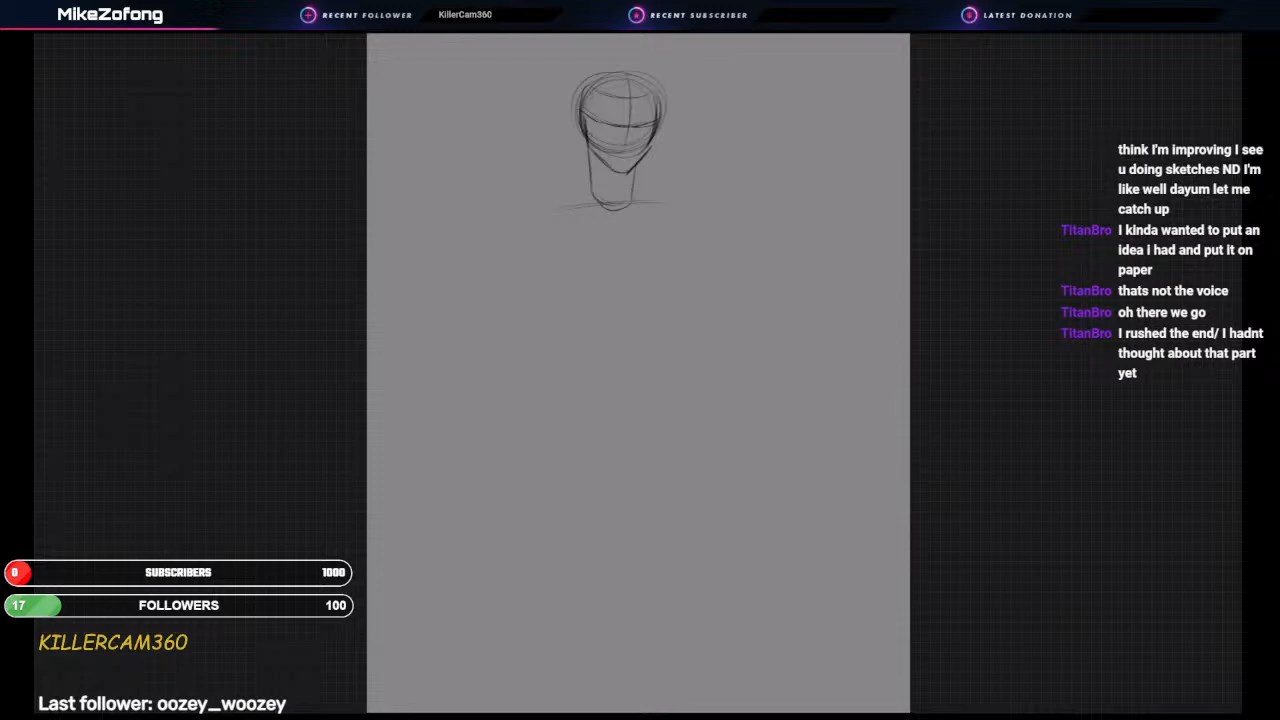 MikeZofong
RECENT FOLLOWER
KillerCam360
RECENT SUBSCRIBER
LATEST DONATION
think I'm improving I see
u doing sketches ND I'm
like well dayum let me
catch up
TitanBro I kinda wanted to put an
idea i had and put it on
paper
TitanBro thats not the voice
TitanBro oh there we go
TitanBro I rushed the end/ I hadnt
thought about that part
yet
0 SUBSCRIBERS 1000
17 FOLLOWERS 100
KILLERCAM360
Last follower: oozey_woozey